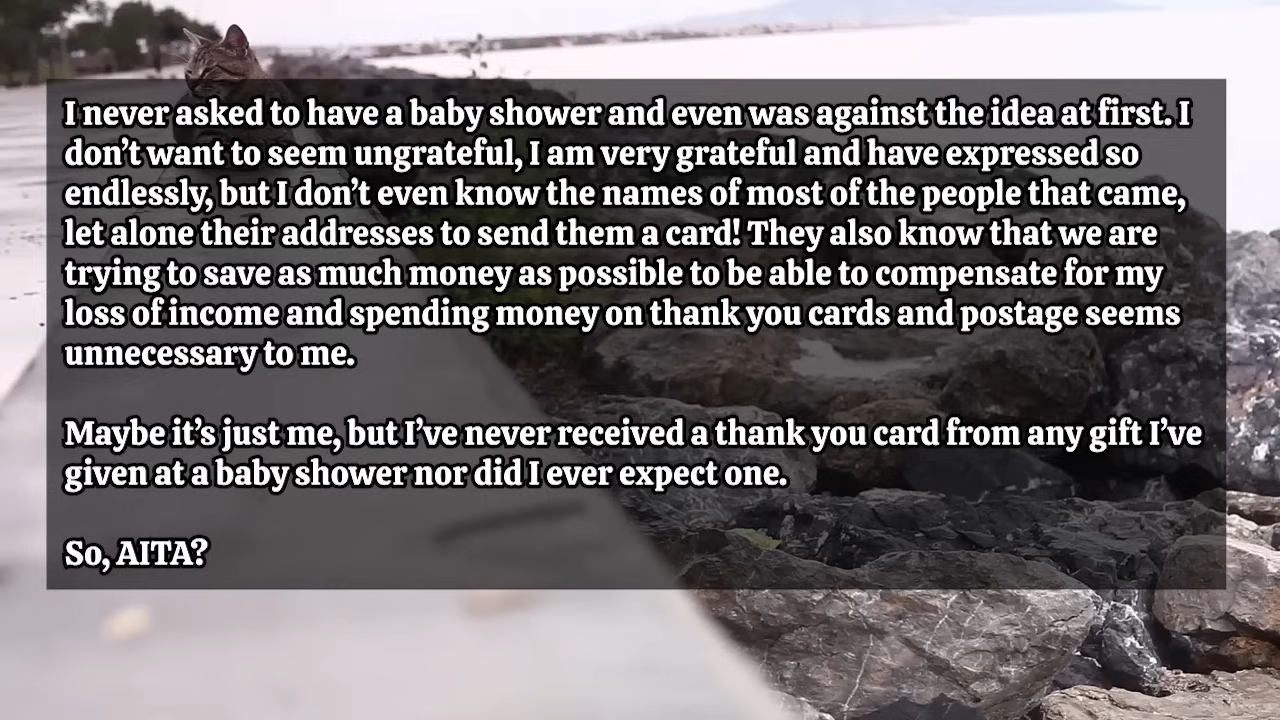 I never asked to have a baby shower and even was against the idea at first. I
don't want to seem ungrateful, I am very grateful and have expressed so
endlessly, but I don't even know the names of most of the people that came,
let alone their addresses to send them a card! They also know that we are
trying to save as much money as possible to be able to compensate for my
loss of income and spending money on thank you cards and postage seems
unnecessary to me.
Maybe it's just me, but I've never received a thank you card from any gift I've
given at a baby shower nor did I ever expect one.
So, AITA?